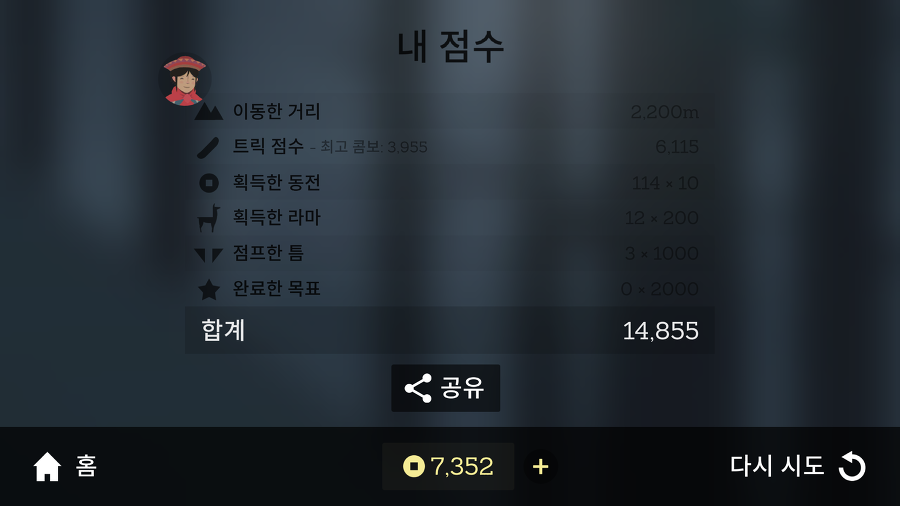 내 점수
이동한 거리 2,200m
트릭 점수 - 최고 콤보: 3,955 6,115
획득한 동전 114 × 10
획득한 라마 12 × 200
점프한 틈 3 × 1000
완료한 목표 0 × 2000
합계 14,855
공유
홈 7,352 + 다시 시도